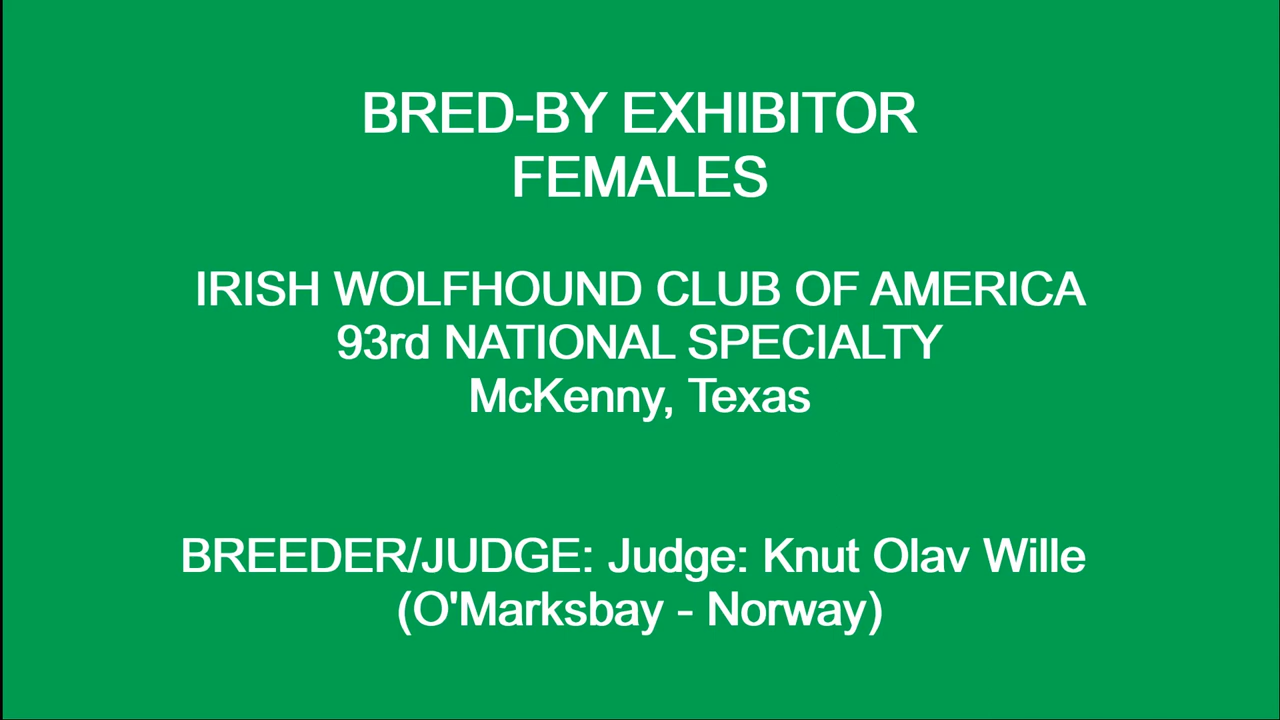 BRED-BY EXHIBITOR
FEMALES
IRISH WOLFHOUND CLUB OF AMERICA
93rd NATIONAL SPECIALTY
McKenny, Texas
BREEDER/JUDGE: Judge: Knut Olav Wille
(O'Marksbay - Norway)